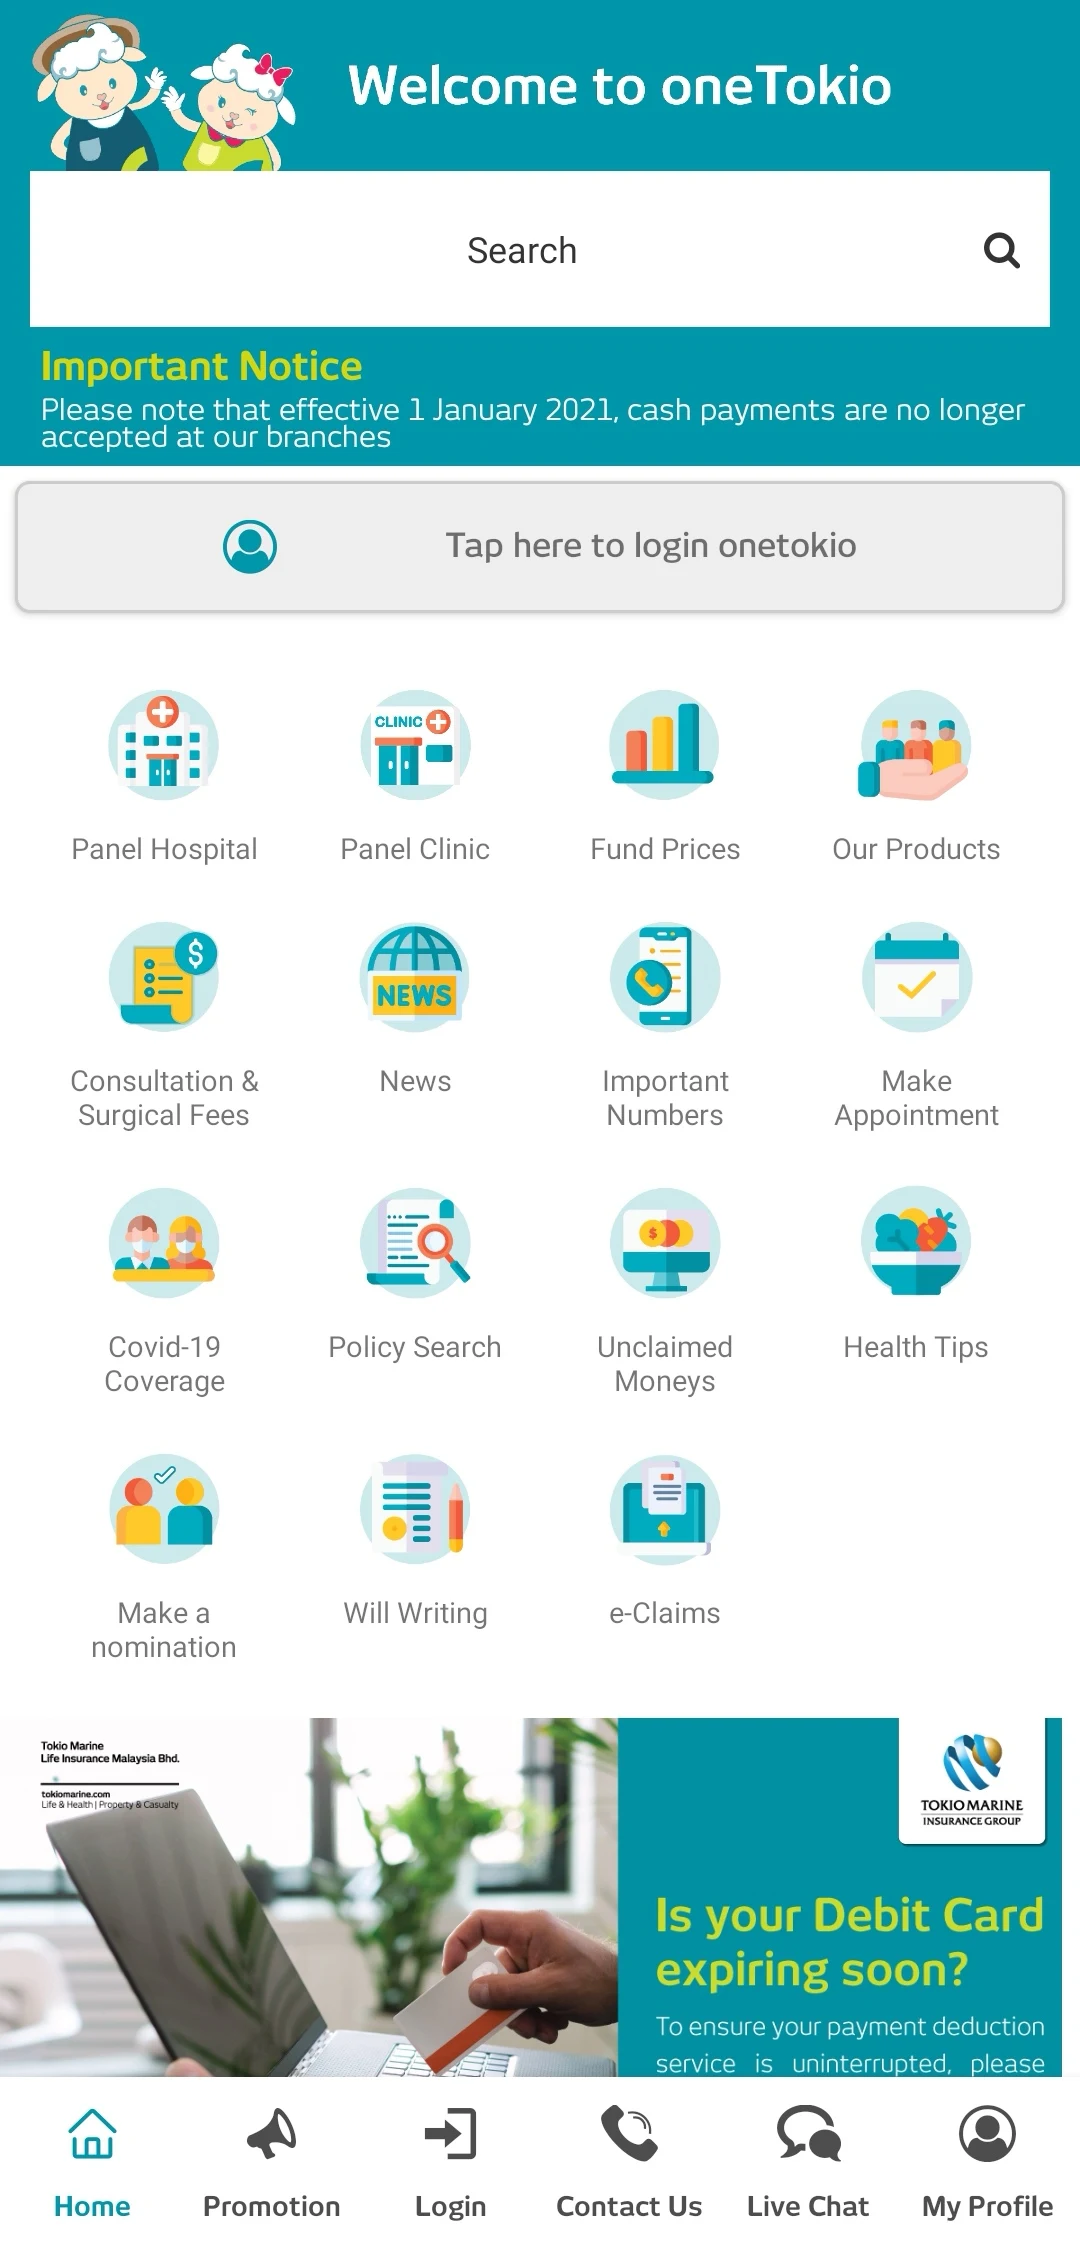 Welcome to oneTokio
Search
Important Notice
Please note that effective 1 January 2021, cash payments are no longer
accepted at our branches
Tap here to login onetokio
Panel Hospital
CLINIC
Panel Clinic
Fund Prices
Our Products
$
Consultation &
Surgical Fees
NEWS
News
Important
Numbers
Make
Appointment
Covid-19
Coverage
Policy Search
$
Unclaimed
Moneys
Health Tips
Make a
nomination
Will Writing
e-Claims
Tokio Marine
Life Insurance Malaysia Bhd.
tokiomarine.com
Life & Health | Property & Casualty
TOKIO MARINE
INSURANCE GROUP
Is your Debit Card
expiring soon?
To ensure your payment deduction
service is uninterrupted, please
Home
Promotion
Login
Contact Us
Live Chat
My Profile